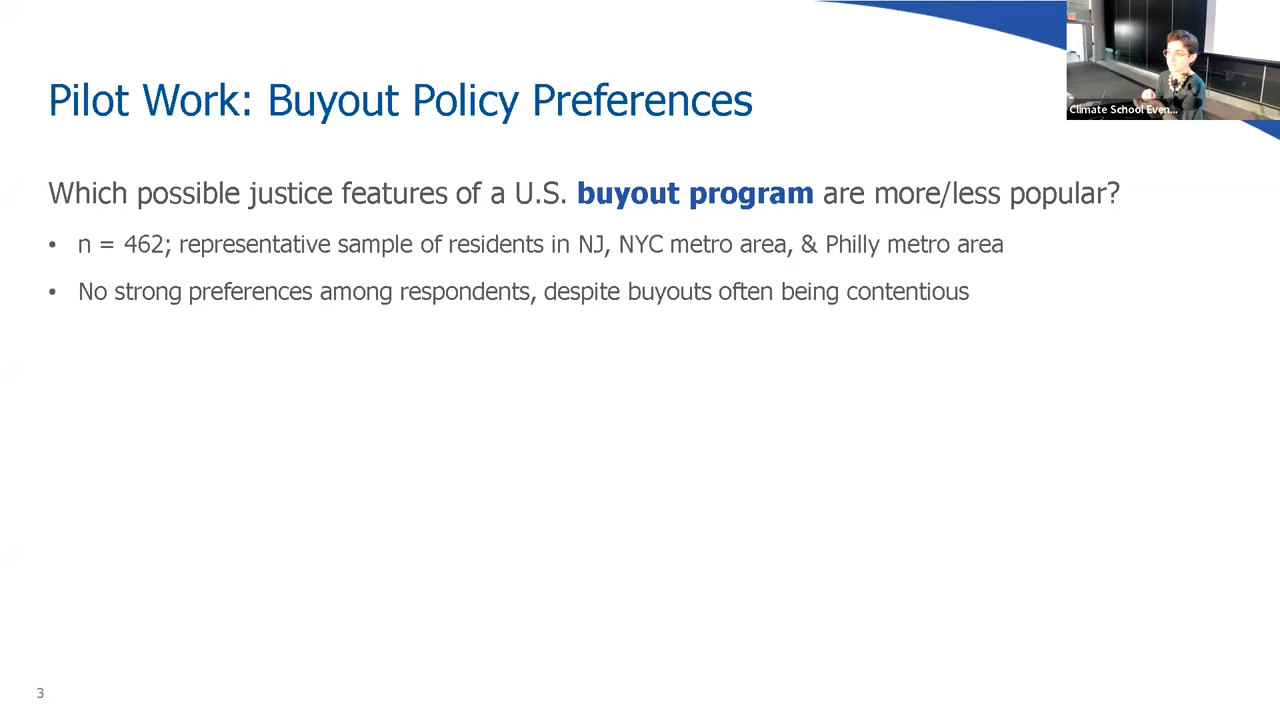 Pilot Work: Buyout Policy Preferences
Climate School Even...
Which possible justice features of a U.S. buyout program are more/less popular?
• n = 462; representative sample of residents in NJ, NYC metro area, & Philly metro area
• No strong preferences among respondents, despite buyouts often being contentious
3